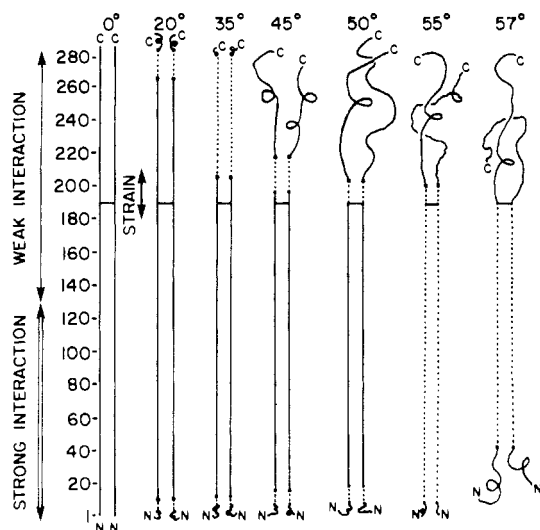 0° 20° 35° 45° 50° 55° 57°
C C C C C C C C C C C C C C
280-
260-
240-
220-
200-
180-
160-
140-
120-
100-
80-
60-
40-
20-
1-
WEAK INTERACTION
STRONG INTERACTION
STRAIN
N N N N N N N N N N N N N N